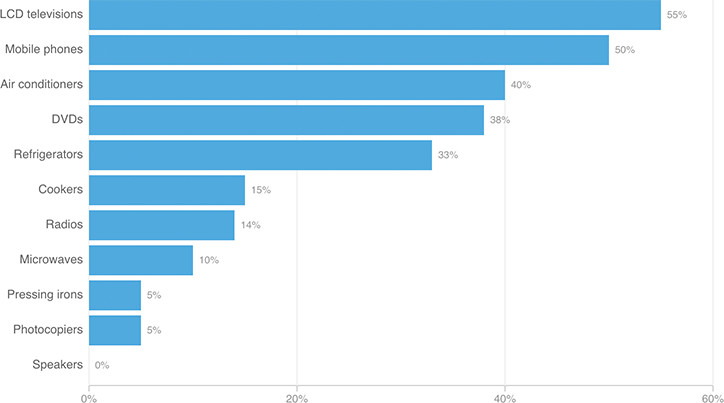 LCD televisions 55%
Mobile phones 50%
Air conditioners 40%
DVDs 38%
Refrigerators 33%
Cookers 15%
Radios 14%
Microwaves 10%
Pressing irons 5%
Photocopiers 5%
Speakers 0%
0% 20% 40% 60%